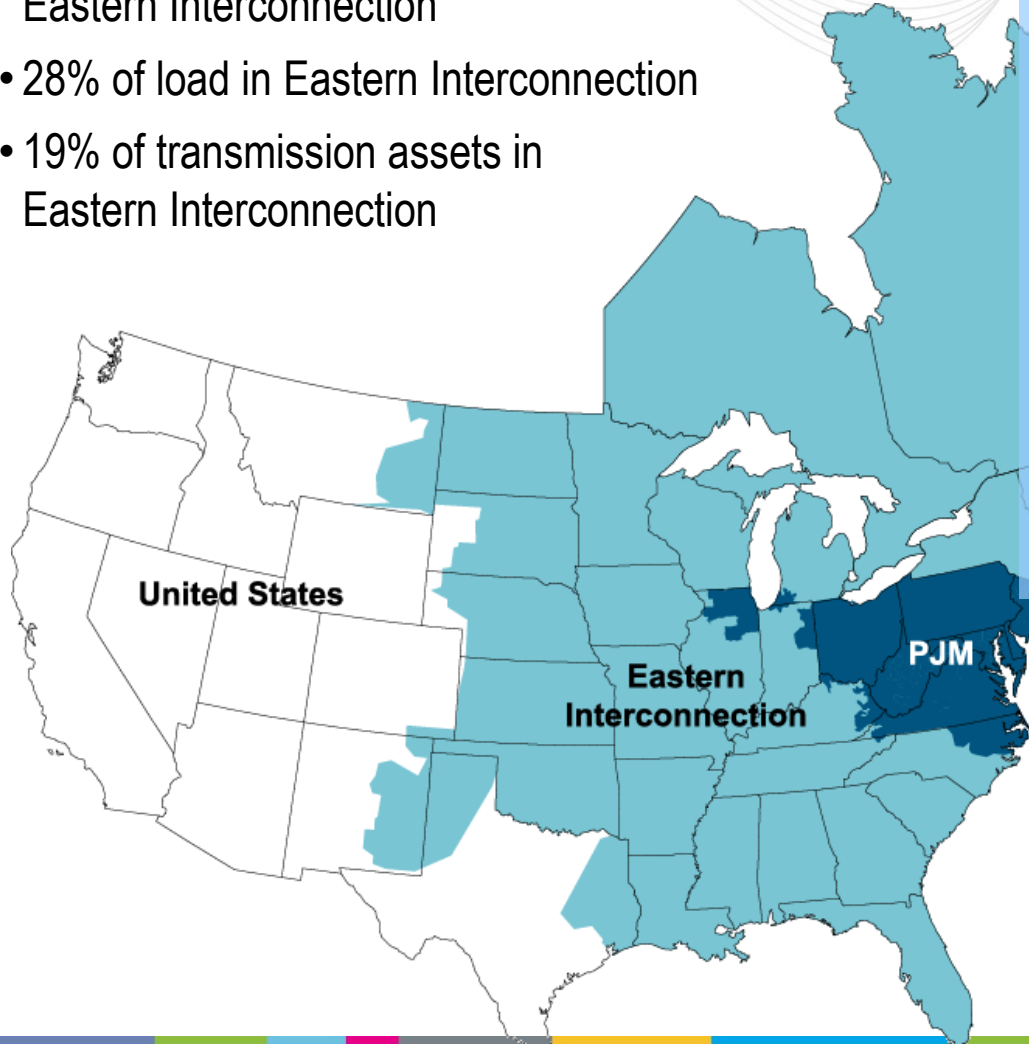 Eastern Interconnection
• 28% of load in Eastern Interconnection
• 19% of transmission assets in
Eastern Interconnection
United States
PJM
Eastern
Interconnection